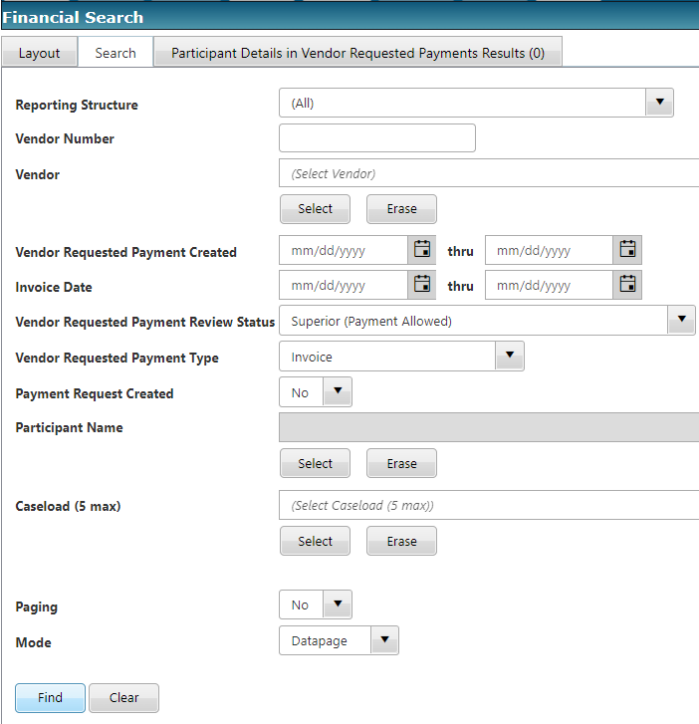 Financial Search
Layout Search Participant Details in Vendor Requested Payments Results (0)
Reporting Structure (All)
Vendor Number
Vendor (Select Vendor)
Select Erase
Vendor Requested Payment Created mm/dd/yyyy thru mm/dd/yyyy
Invoice Date mm/dd/yyyy thru mm/dd/yyyy
Vendor Requested Payment Review Status Superior (Payment Allowed)
Vendor Requested Payment Type Invoice
Payment Request Created No
Participant Name
Select Erase
Caseload (5 max) (Select Caseload (5 max))
Select Erase
Paging No
Mode Datapage
Find Clear